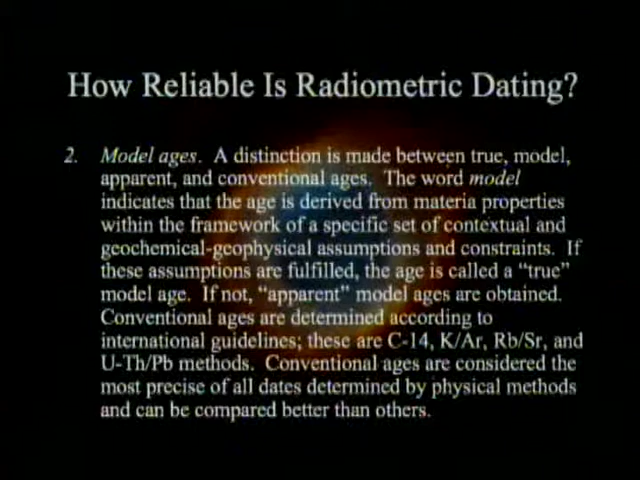 How Reliable Is Radiometric Dating?
2. Model ages. A distinction is made between true, model,
apparent, and conventional ages. The word model
indicates that the age is derived from materia properties
within the framework of a specific set of contextual and
geochemical-geophysical assumptions and constraints. If
these assumptions are fulfilled, the age is called a “true”
model age. If not, “apparent” model ages are obtained.
Conventional ages are determined according to
international guidelines; these are C-14, K/Ar, Rb/Sr, and
U-Th/Pb methods. Conventional ages are considered the
most precise of all dates determined by physical methods
and can be compared better than others.